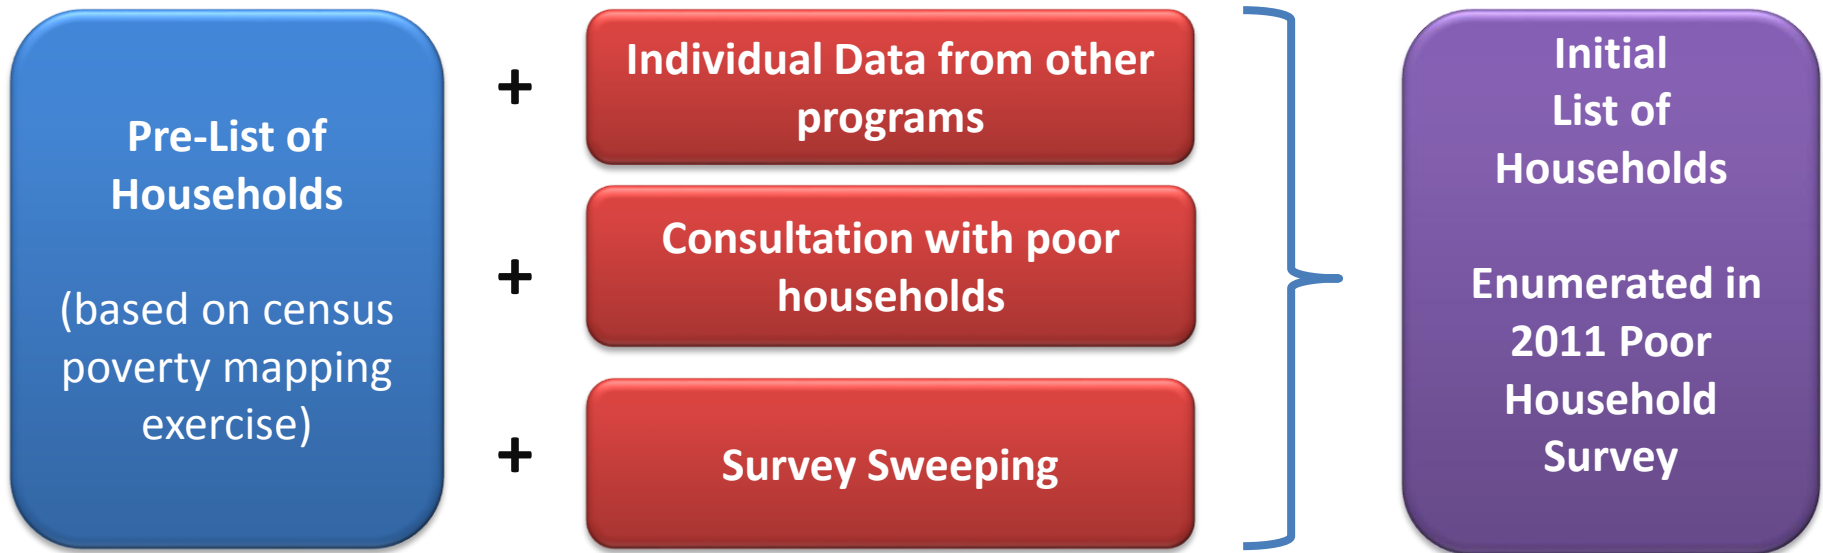 Pre-List of
Households
(based on census
poverty mapping
exercise)
+
Individual Data from other
programs
+
Consultation with poor
households
+
Survey Sweeping
Initial
List of
Households
Enumerated in
2011 Poor
Household
Survey